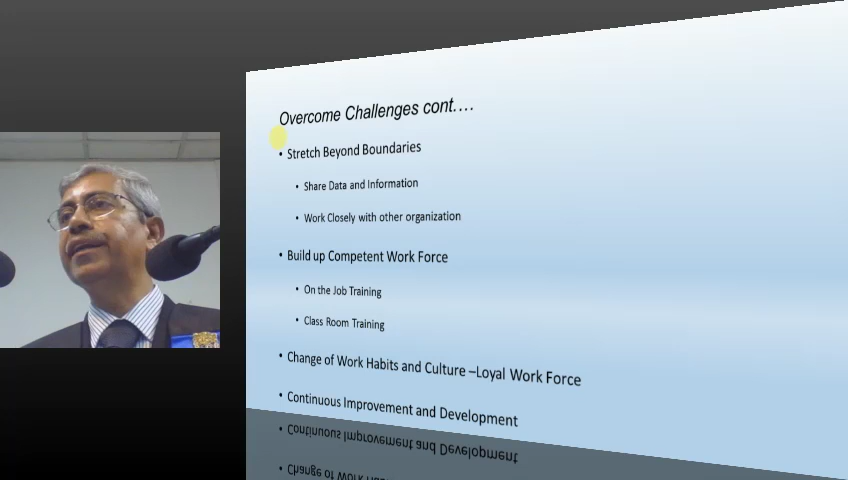 Overcome Challenges cont….
• Stretch Beyond Boundaries
• Share Data and Information
• Work Closely with other organization
• Build up Competent Work Force
• On the Job Training
• Class Room Training
• Change of Work Habits and Culture –Loyal Work Force
• Continuous Improvement and Development